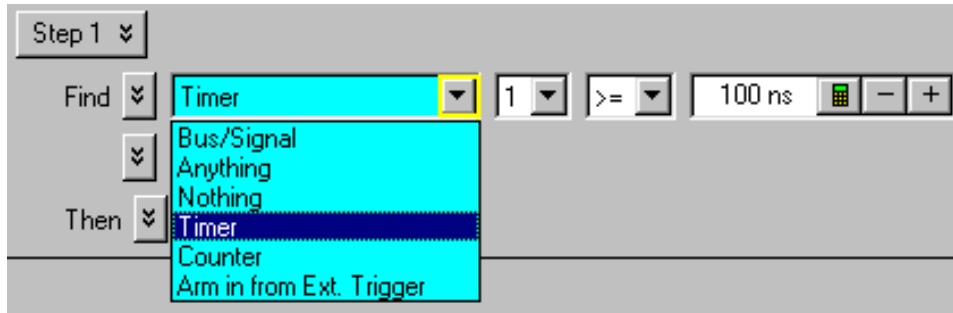 Step 1
Find Timer 1 >= 100 ns − +
Bus/Signal
Anything
Nothing
Then Timer
Counter
Arm in from Ext. Trigger